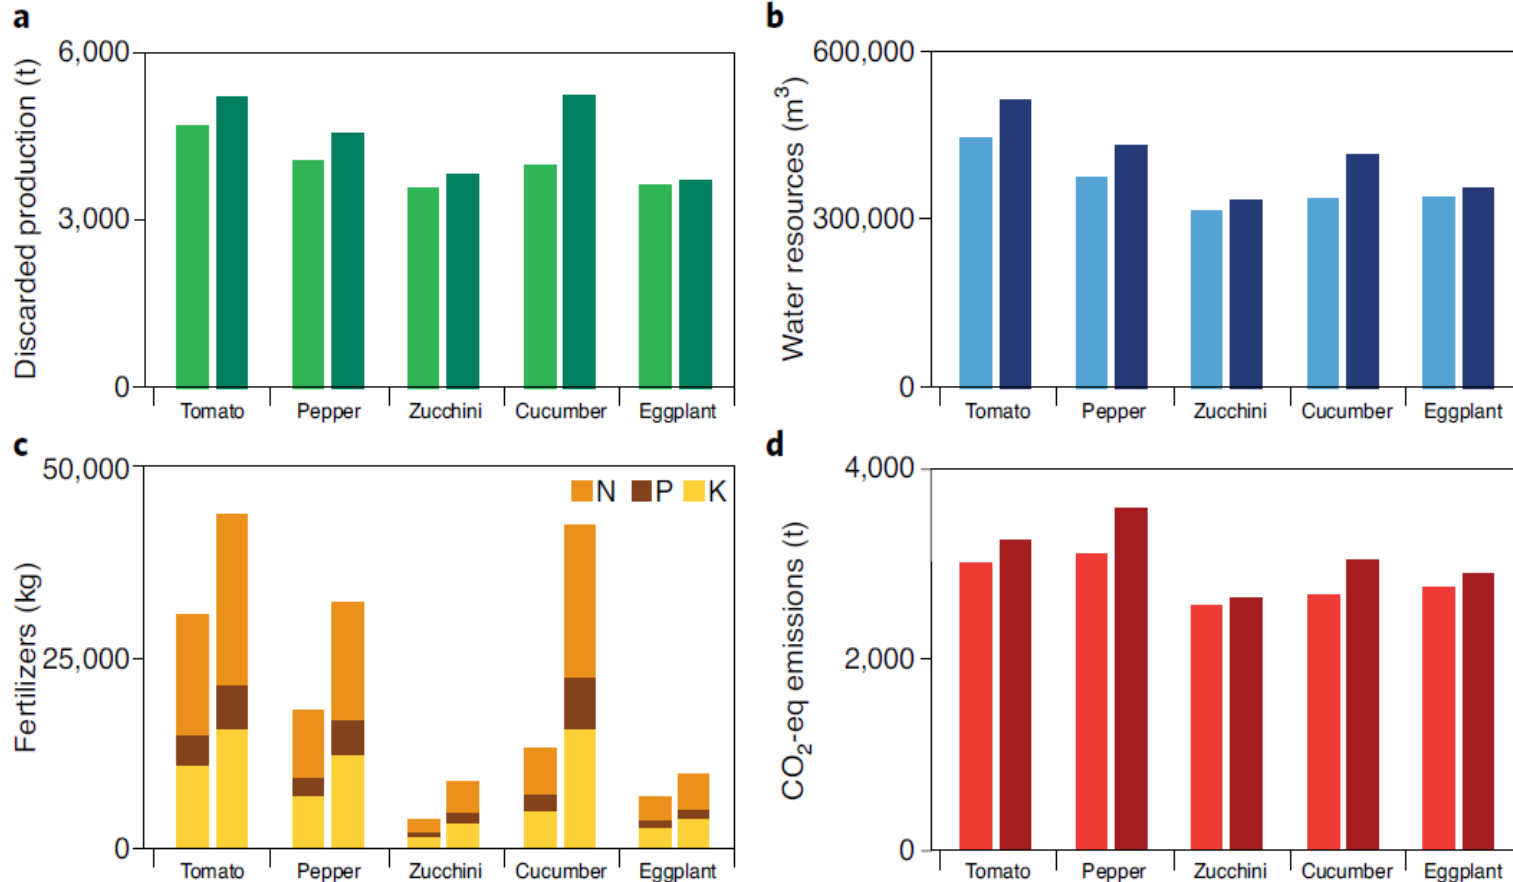 a
Discarded production (t)
6,000
3,000
0
Tomato Pepper Zucchini Cucumber Eggplant
b
Water resources (m³)
600,000
300,000
0
Tomato Pepper Zucchini Cucumber Eggplant
c
Fertilizers (kg)
50,000
25,000
0
N P K
Tomato Pepper Zucchini Cucumber Eggplant
d
CO₂-eq emissions (t)
4,000
2,000
0
Tomato Pepper Zucchini Cucumber Eggplant